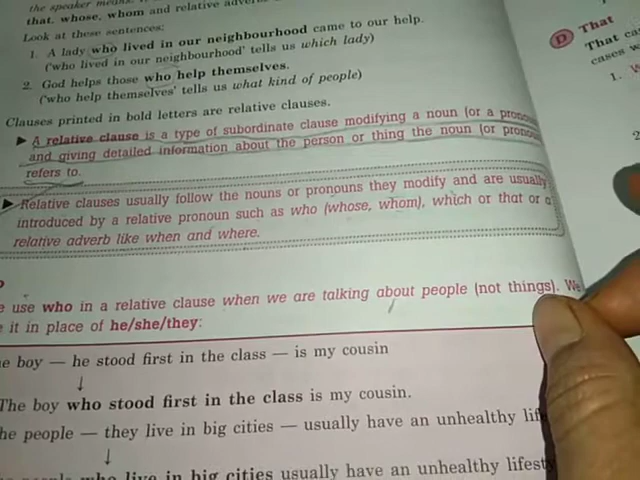 the speaker means.
that, whose, whom and relative adver
Look at these sentences:
1. A lady who lived in our neighbourhood came to our help.
('who lived in our neighbourhood' tells us which lady)
2. God helps those who help themselves.
('who help themselves' tells us what kind of people)
Clauses printed in bold letters are relative clauses.
► A relative clause is a type of subordinate clause modifying a noun (or a prono
and giving detailed information about the person or thing the noun (or prono
refers to.
► Relative clauses usually follow the nouns or pronouns they modify and are usually
introduced by a relative pronoun such as who (whose, whom), which or that or a
relative adverb like when and where.
e use who in a relative clause when we are talking about people (not things). We
e it in place of he/she/they:
e boy — he stood first in the class — is my cousin
↓
The boy who stood first in the class is my cousin.
he people — they live in big cities — usually have an unhealthy lif
↓
who live in big cities usually have an unhealthy lifest
D That
That ca
cases w
1. W
2